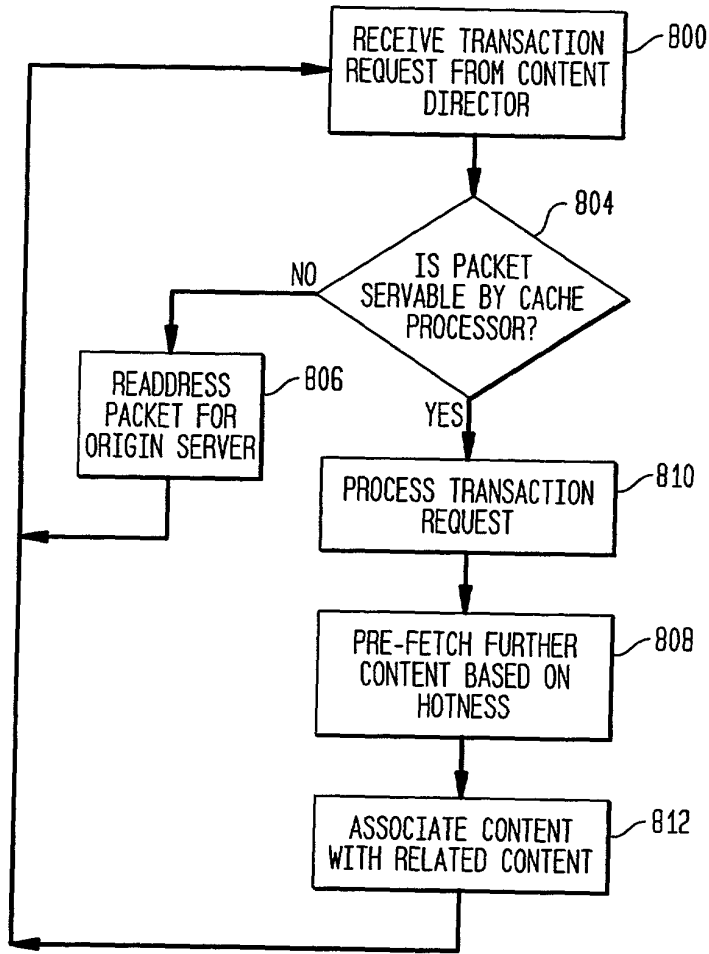 RECEIVE TRANSACTION
REQUEST FROM CONTENT
DIRECTOR
800
804
IS PACKET
SERVABLE BY CACHE
PROCESSOR?
NO
READDRESS
PACKET FOR
ORIGIN SERVER
806
YES
PROCESS TRANSACTION
REQUEST
810
PRE-FETCH FURTHER
CONTENT BASED ON
HOTNESS
808
ASSOCIATE CONTENT
WITH RELATED CONTENT
812